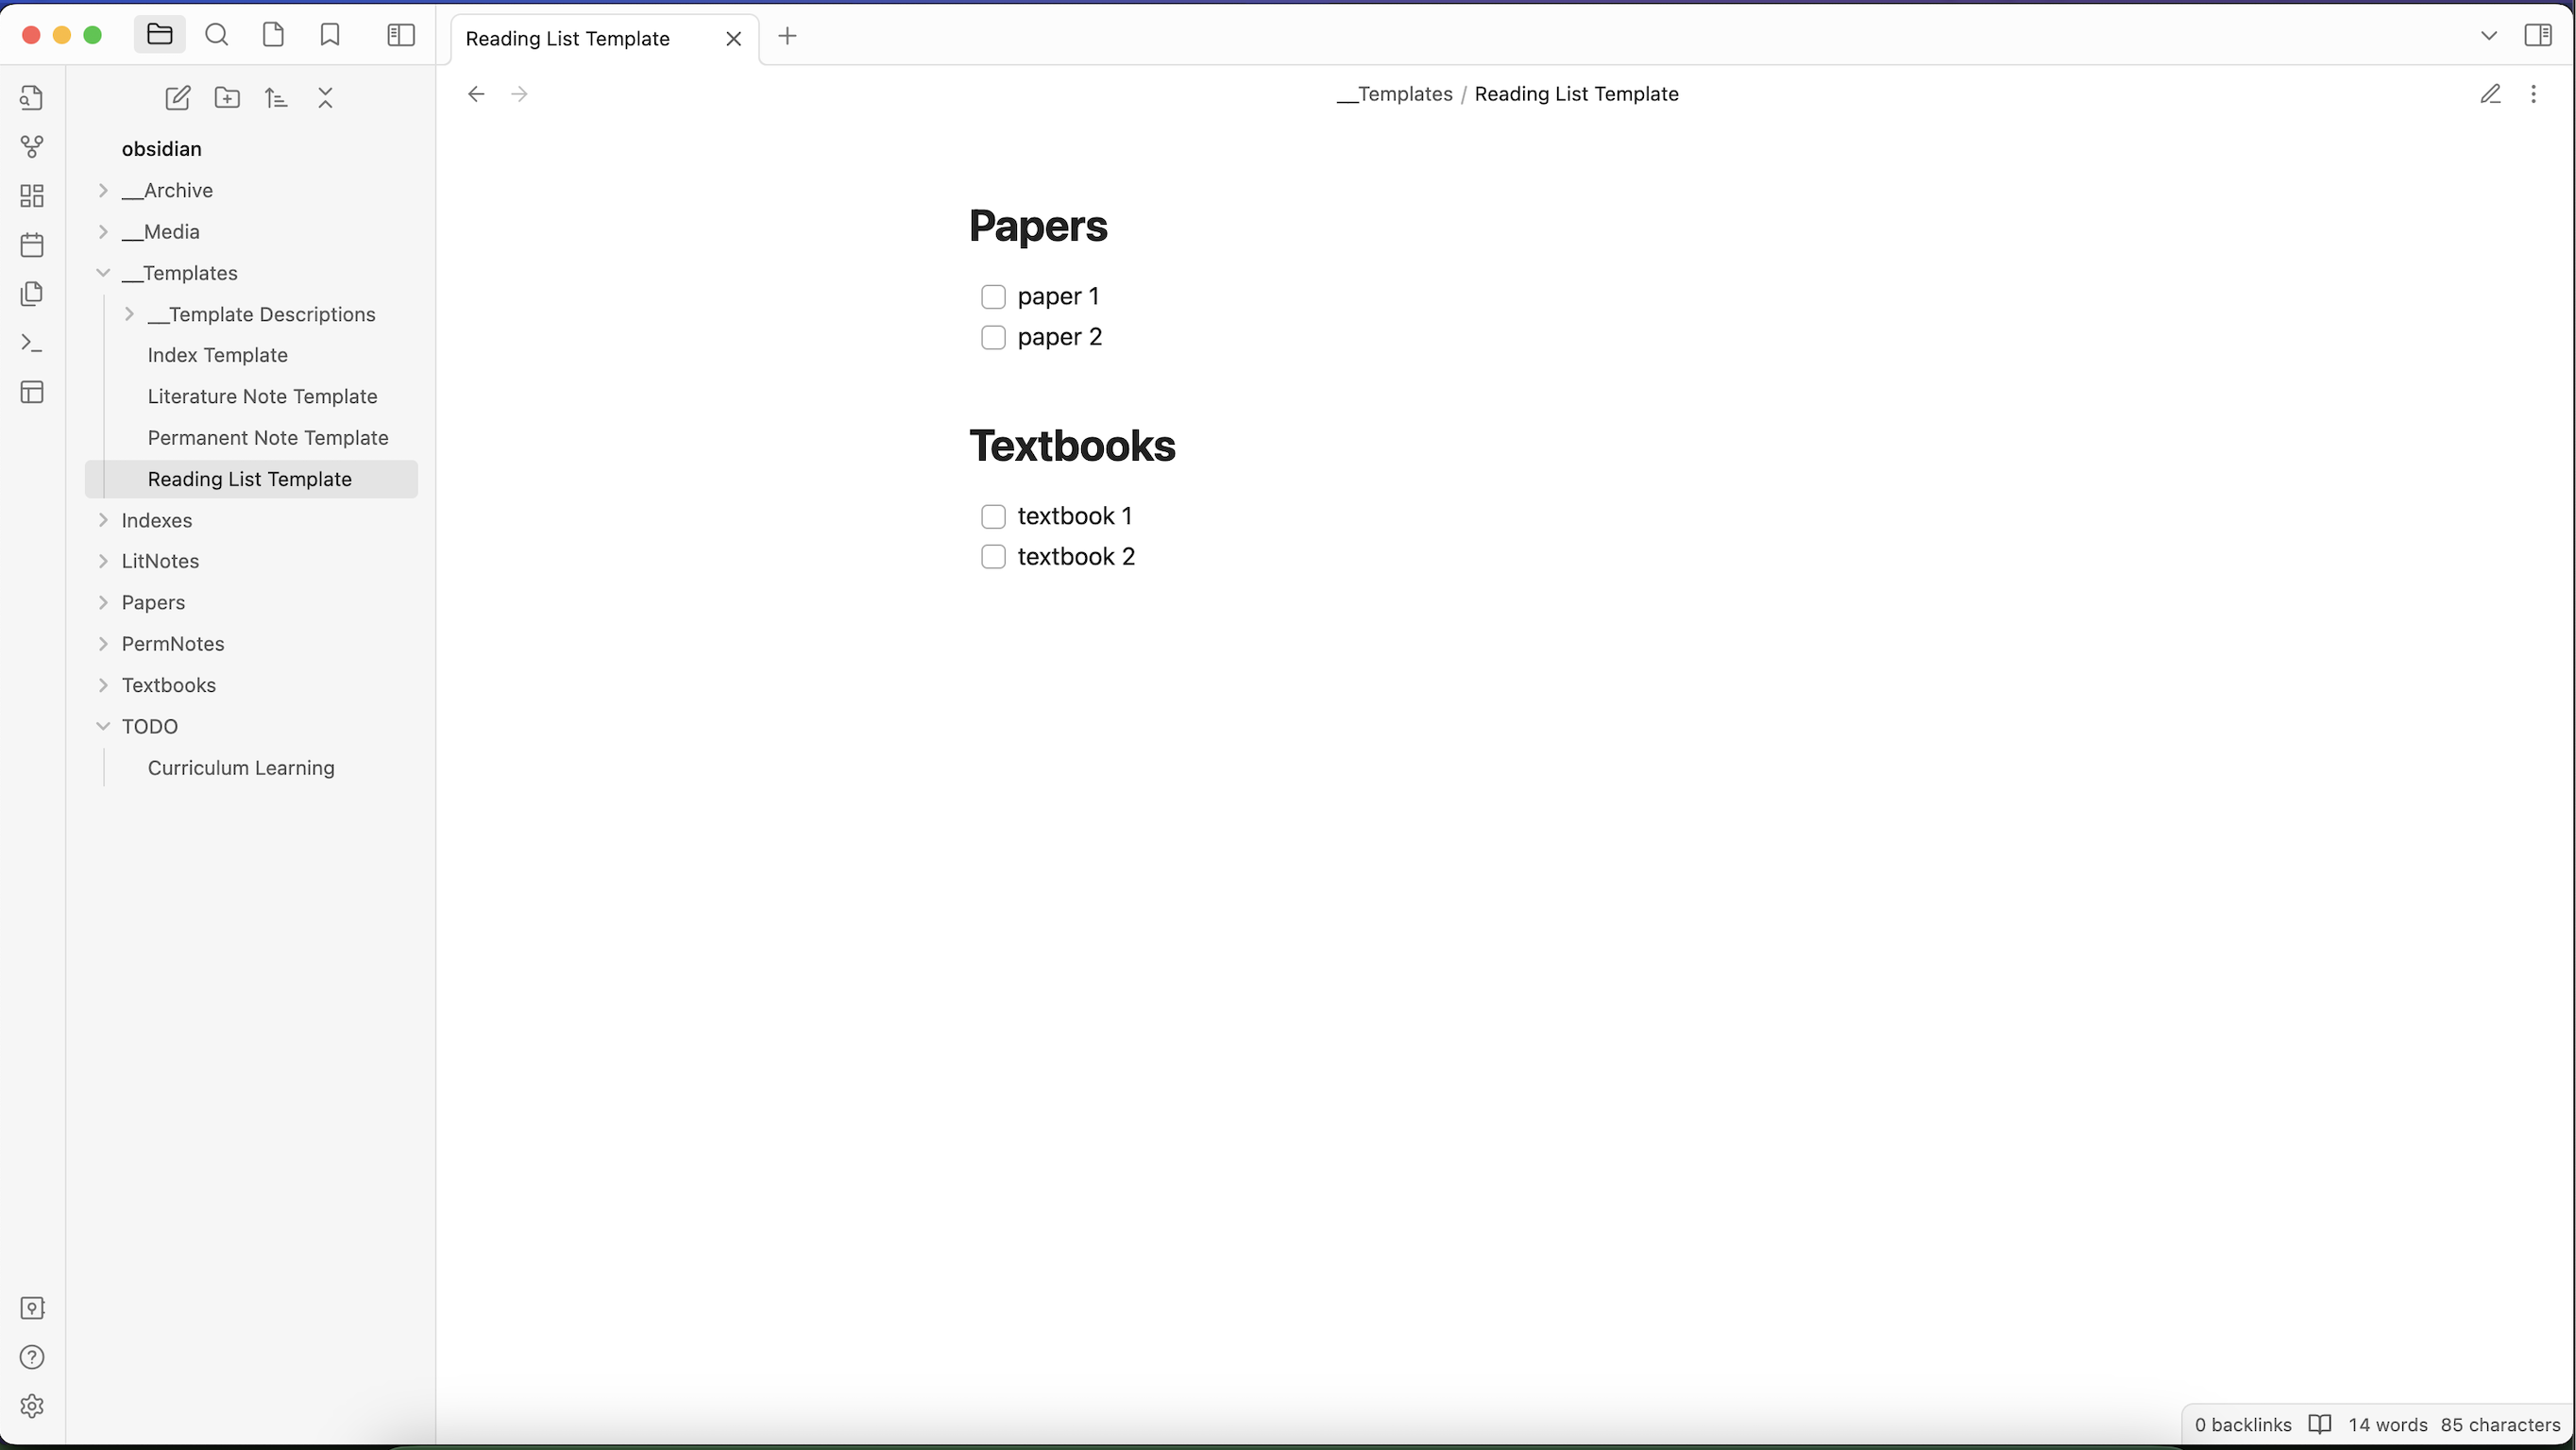 Reading List Template
__Templates / Reading List Template
obsidian
__Archive
__Media
__Templates
__Template Descriptions
Index Template
Literature Note Template
Permanent Note Template
Reading List Template
Indexes
LitNotes
Papers
PermNotes
Textbooks
TODO
Curriculum Learning
Papers
paper 1
paper 2
Textbooks
textbook 1
textbook 2
0 backlinks 14 words 85 characters